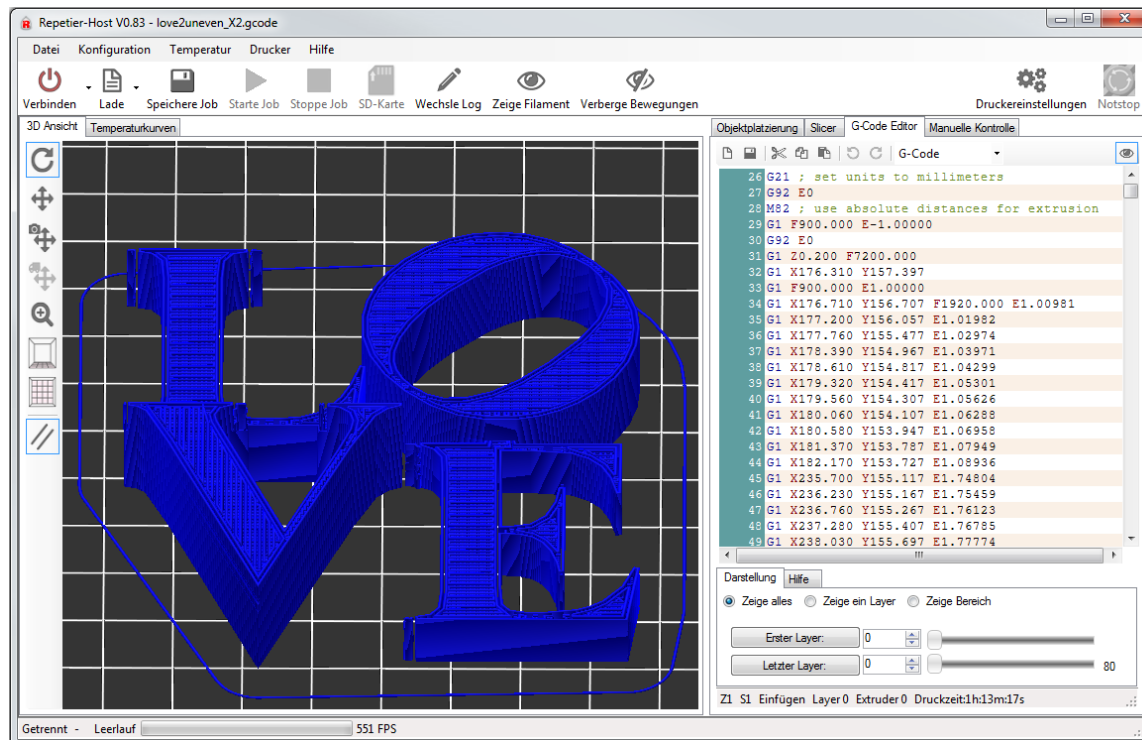 Repetier-Host V0.83 - love2uneven_X2.gcode
Datei Konfiguration Temperatur Drucker Hilfe
Verbinden Lade Speichere Job Starte Job Stoppe Job SD-Karte Wechsle Log Zeige Filament Verberge Bewegungen Druckereinstellungen Notstop
3D Ansicht Temperaturkurven
LOVE
Objektplatzierung Slicer G-Code Editor Manuelle Kontrolle
G-Code
26 G21 ; set units to millimeters
27 G92 E0
28 M82 ; use absolute distances for extrusion
29 G1 F900.000 E-1.00000
30 G92 E0
31 G1 Z0.200 F7200.000
32 G1 X176.310 Y157.397
33 G1 F900.000 E1.00000
34 G1 X176.710 Y156.707 F1920.000 E1.00981
35 G1 X177.200 Y156.057 E1.01982
36 G1 X177.760 Y155.477 E1.02974
37 G1 X178.390 Y154.967 E1.03971
38 G1 X178.610 Y154.817 E1.04299
39 G1 X179.320 Y154.417 E1.05301
40 G1 X179.560 Y154.307 E1.05626
41 G1 X180.060 Y154.107 E1.06288
42 G1 X180.580 Y153.947 E1.06958
43 G1 X181.370 Y153.787 E1.07949
44 G1 X182.170 Y153.727 E1.08936
45 G1 X235.700 Y155.117 E1.74804
46 G1 X236.230 Y155.167 E1.75459
47 G1 X236.760 Y155.267 E1.76123
48 G1 X237.280 Y155.407 E1.76785
49 G1 X238.030 Y155.697 E1.77774
Darstellung Hilfe
Zeige alles Zeige ein Layer Zeige Bereich
Erster Layer: 0
Letzter Layer: 0 80
Z1 S1 Einfügen Layer 0 Extruder 0 Druckzeit:1h:13m:17s
Getrennt - Leerlauf 551 FPS